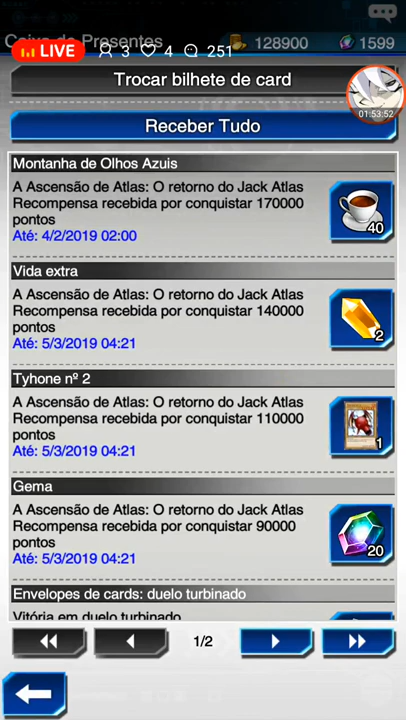 Caixa de Presentes
LIVE 3 4 251
128900
1599
Trocar bilhete de card
01:53:52
Receber Tudo
Montanha de Olhos Azuis
A Ascensão de Atlas: O retorno do Jack Atlas
Recompensa recebida por conquistar 170000
pontos
Até: 4/2/2019 02:00
40
Vida extra
A Ascensão de Atlas: O retorno do Jack Atlas
Recompensa recebida por conquistar 140000
pontos
Até: 5/3/2019 04:21
2
Tyhone nº 2
A Ascensão de Atlas: O retorno do Jack Atlas
Recompensa recebida por conquistar 110000
pontos
Até: 5/3/2019 04:21
1
Gema
A Ascensão de Atlas: O retorno do Jack Atlas
Recompensa recebida por conquistar 90000
pontos
Até: 5/3/2019 04:21
20
Envelopes de cards: duelo turbinado
Vitória em duelo turbinado
1/2